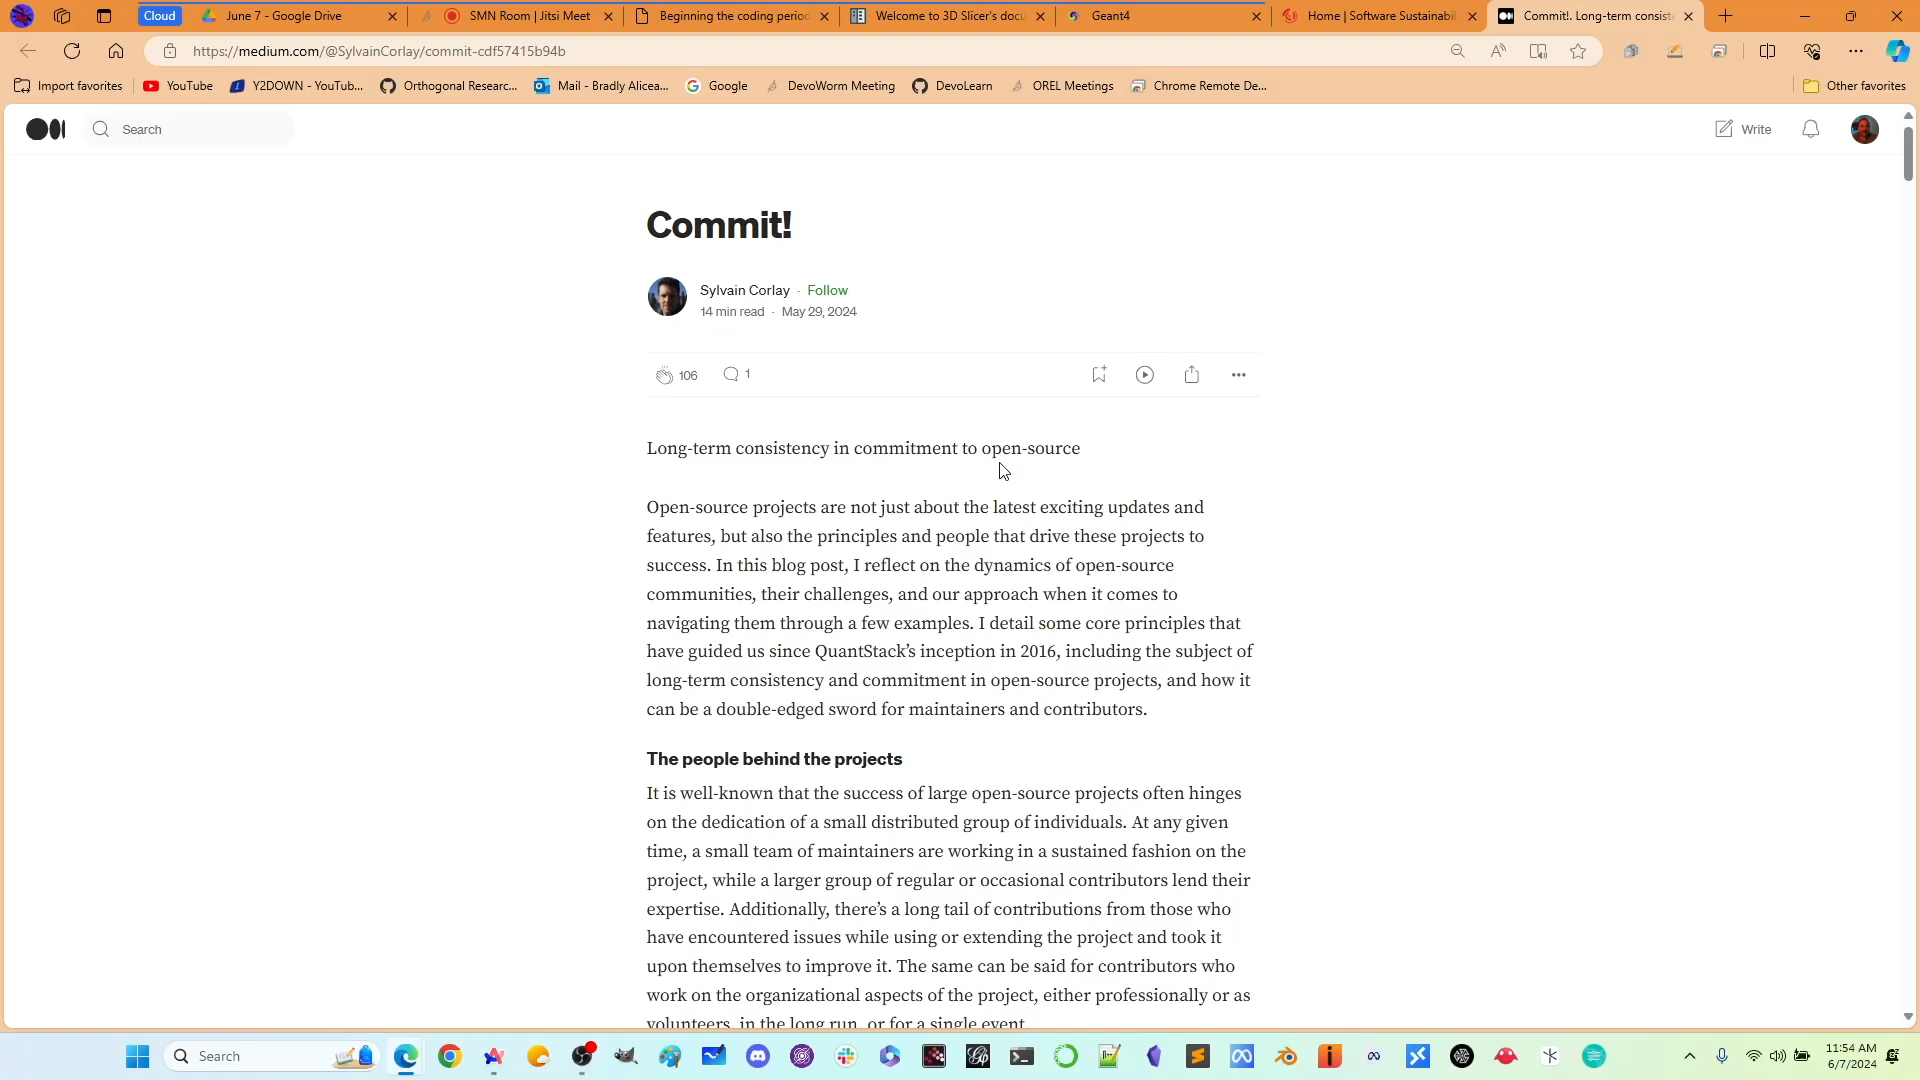 Cloud
June 7 - Google Drive
SMN Room | Jitsi Meet
Beginning the coding period
Welcome to 3D Slicer's docu
Geant4
Home | Software Sustainabil
Commit!. Long-term consist
https://medium.com/@SylvainCorlay/commit-cdf57415b94b
Import favorites
YouTube
Y2DOWN - YouTub...
Orthogonal Researc...
Mail - Bradly Alicea...
Google
DevoWorm Meeting
DevoLearn
OREL Meetings
Chrome Remote De...
Other favorites
Search
Write
Commit!
Sylvain Corlay · Follow
14 min read · May 29, 2024
106
1
Long-term consistency in commitment to open-source
Open-source projects are not just about the latest exciting updates and
features, but also the principles and people that drive these projects to
success. In this blog post, I reflect on the dynamics of open-source
communities, their challenges, and our approach when it comes to
navigating them through a few examples. I detail some core principles that
have guided us since QuantStack’s inception in 2016, including the subject of
long-term consistency and commitment in open-source projects, and how it
can be a double-edged sword for maintainers and contributors.
The people behind the projects
It is well-known that the success of large open-source projects often hinges
on the dedication of a small distributed group of individuals. At any given
time, a small team of maintainers are working in a sustained fashion on the
project, while a larger group of regular or occasional contributors lend their
expertise. Additionally, there’s a long tail of contributions from those who
have encountered issues while using or extending the project and took it
upon themselves to improve it. The same can be said for contributors who
work on the organizational aspects of the project, either professionally or as
volunteers, in the long run, or for a single event.
Search
11:54 AM
6/7/2024